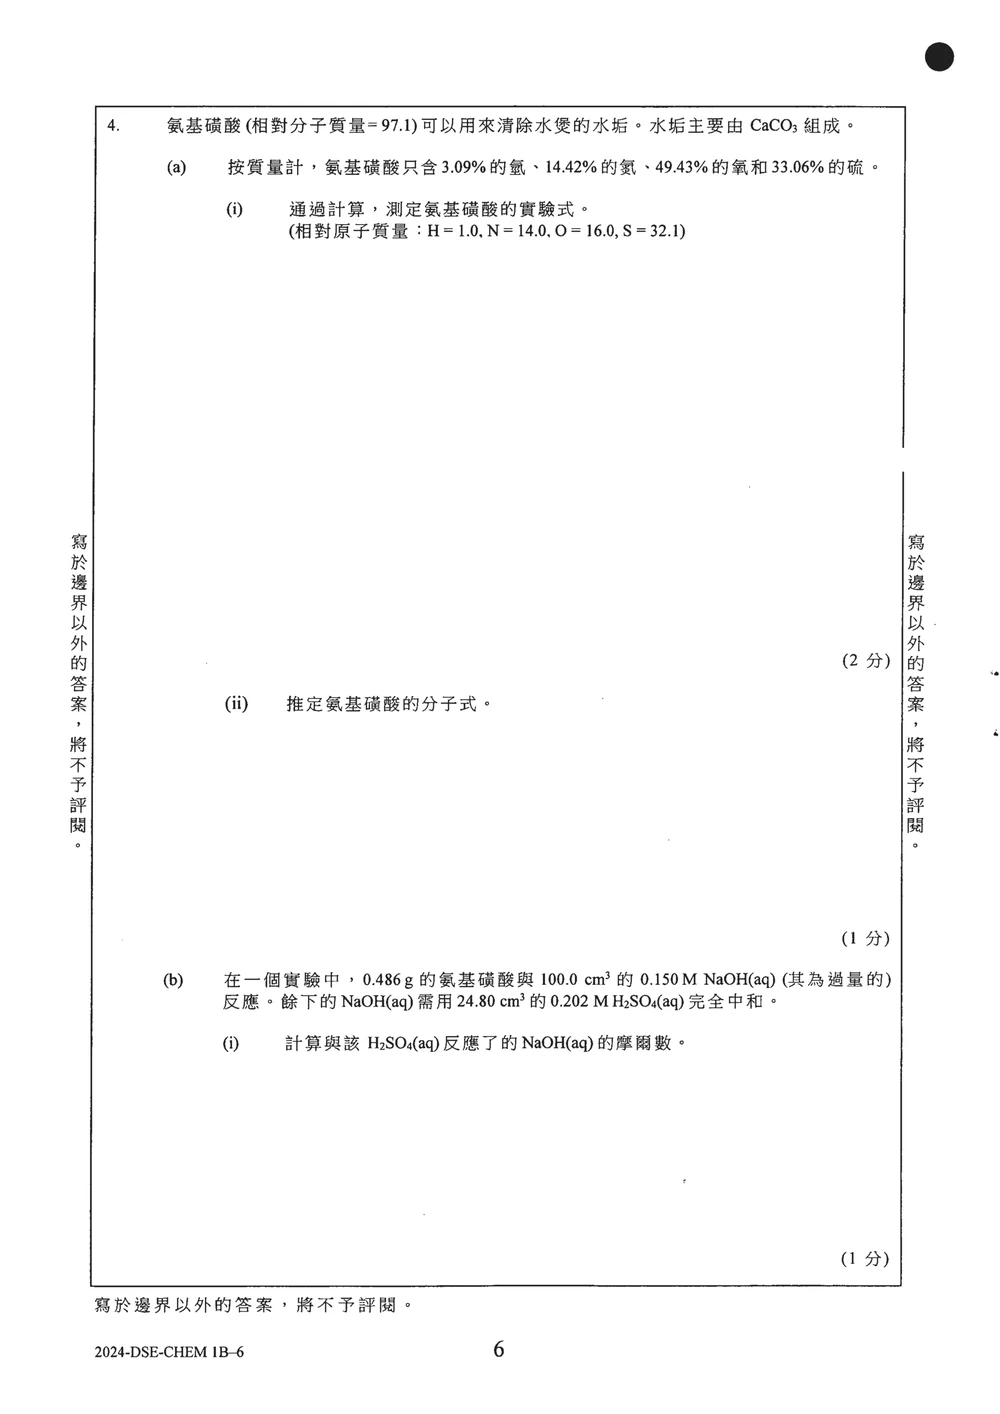 4. 氨基磺酸 (相對分子質量= 97.1) 可以用來清除水煲的水垢。水垢主要由 CaCO₃ 組成。
(a) 按質量計，氨基磺酸只含 3.09% 的氫、14.42% 的氮、49.43% 的氧和 33.06% 的硫。
(i) 通過計算，測定氨基磺酸的實驗式。
(相對原子質量：H = 1.0, N = 14.0, O = 16.0, S = 32.1)
(2 分)
(ii) 推定氨基磺酸的分子式。
(1 分)
(b) 在一個實驗中，0.486 g 的氨基磺酸與 100.0 cm³ 的 0.150 M NaOH(aq) (其為過量的)
反應。餘下的 NaOH(aq) 需用 24.80 cm³ 的 0.202 M H₂SO₄(aq) 完全中和。
(i) 計算與該 H₂SO₄(aq) 反應了的 NaOH(aq) 的摩爾數。
(1 分)
寫於邊界以外的答案，將不予評閱。
寫於邊界以外的答案，將不予評閱。
寫於邊界以外的答案，將不予評閱。
2024-DSE-CHEM 1B–6
6